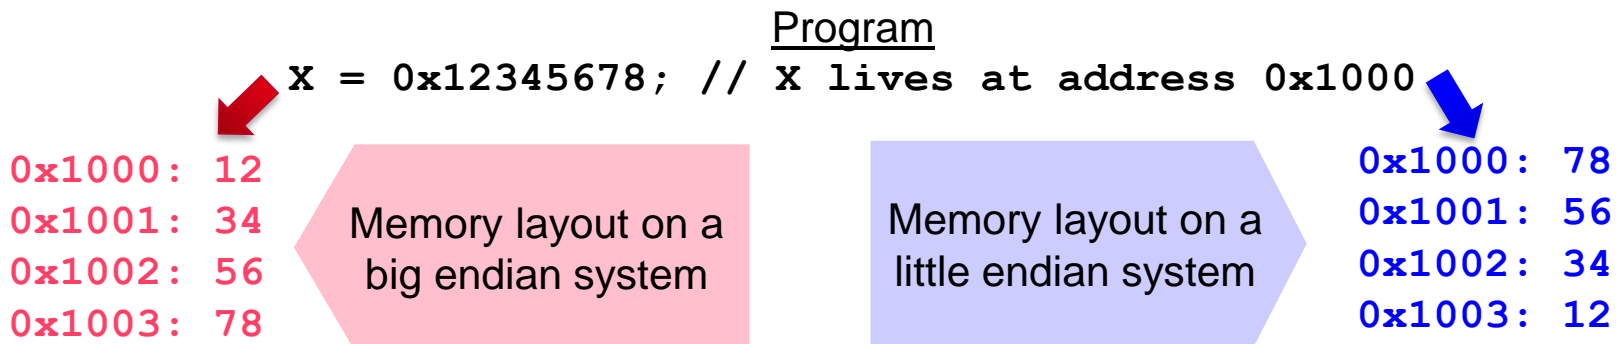 Program
X = 0x12345678; // X lives at address 0x1000
0x1000: 12
0x1001: 34
0x1002: 56
0x1003: 78
Memory layout on a
big endian system
Memory layout on a
little endian system
0x1000: 78
0x1001: 56
0x1002: 34
0x1003: 12